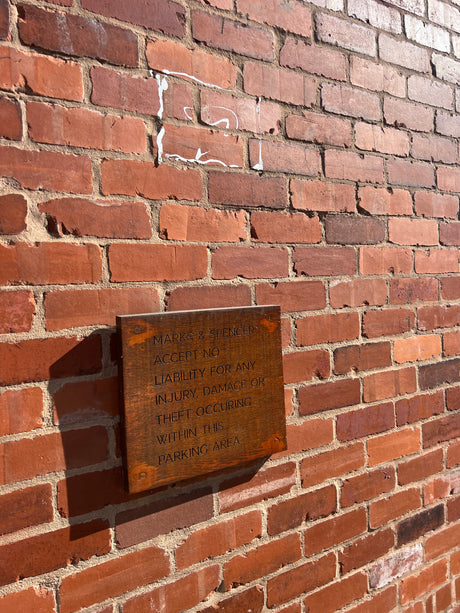 MARKS & SPENCER
ACCEPT NO
LIABILITY FOR ANY
INJURY, DAMAGE OR
THEFT OCCURING
WITHIN THIS
PARKING AREA